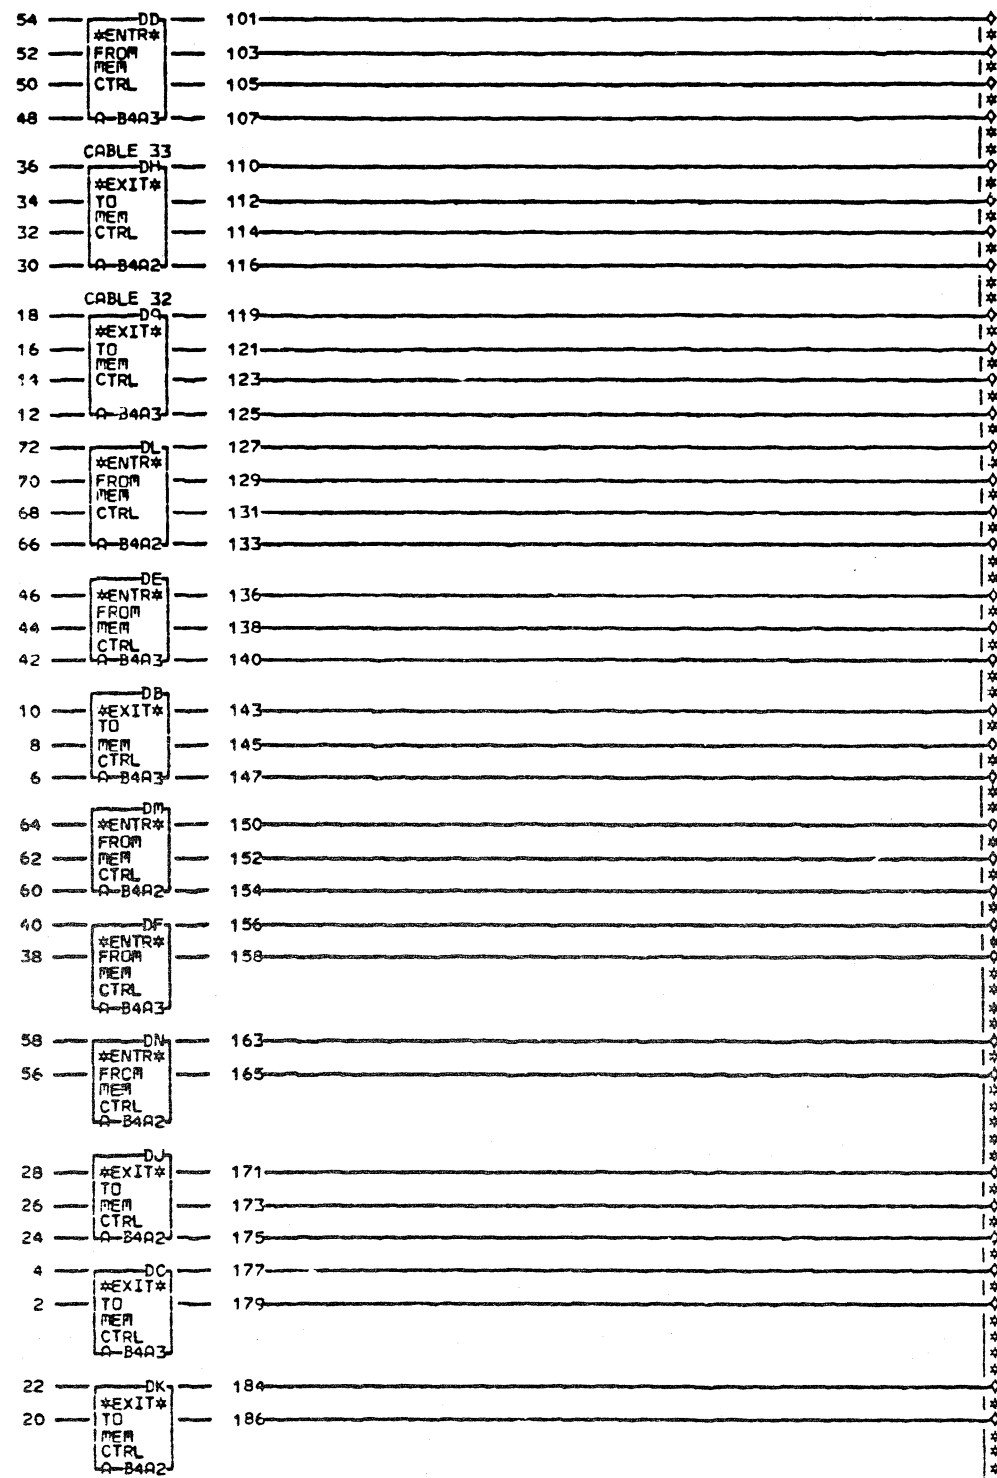 54 DD 101
*ENTR*
52 FROM 103
MEM
50 CTRL 105
48 A-B4A3 107
CABLE 33
36 DH 110
*EXIT*
34 TO 112
MEM
32 CTRL 114
30 A-B4A2 116
CABLE 32
18 DA 119
*EXIT*
16 TO 121
MEM
14 CTRL 123
12 A-B4A3 125
72 DL 127
*ENTR*
70 FROM 129
MEM
68 CTRL 131
66 A-B4A2 133
DE
46 *ENTR* 136
FROM
44 MEM 138
CTRL
42 A-B4A3 140
DB
10 *EXIT* 143
TO
8 MEM 145
CTRL
6 A-B4A3 147
DM
64 *ENTR* 150
FROM
62 MEM 152
CTRL
60 A-B4A2 154
40 DF 156
*ENTR*
38 FROM 158
MEM
CTRL
A-B4A3
58 DN 163
*ENTR*
56 FROM 165
MEM
CTRL
A-B4A2
DJ
28 *EXIT* 171
TO
26 MEM 173
CTRL
24 A-B4A2 175
4 DC 177
*EXIT*
2 TO 179
MEM
CTRL
A-B4A3
22 DK 184
*EXIT*
20 TO 186
MEM
CTRL
A-B4A2